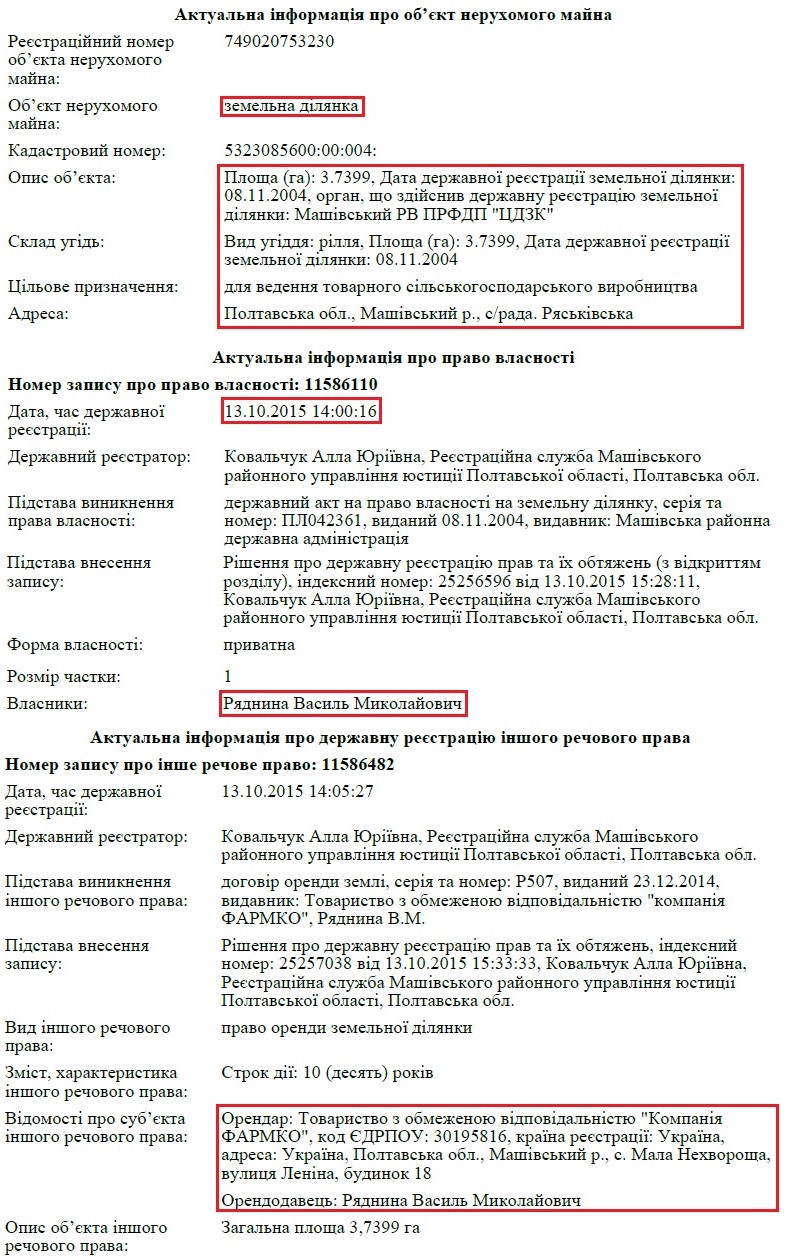 Актуальна інформація про об’єкт нерухомого майна
Реєстраційний номер
об’єкта нерухомого
майна:
749020753230
Об’єкт нерухомого
майна:
земельна ділянка
Кадастровий номер:
5323085600:00:004:
Опис об’єкта:
Площа (га): 3.7399, Дата державної реєстрації земельної ділянки:
08.11.2004, орган, що здійснив державну реєстрацію земельної
ділянки: Машівський РВ ПРФДП "ЦДЗК"
Склад угідь:
Вид угіддя: рілля, Площа (га): 3.7399, Дата державної реєстрації
земельної ділянки: 08.11.2004
Цільове призначення:
для ведення товарного сільськогосподарського виробництва
Адреса:
Полтавська обл., Машівський р., с/рада. Ряськівська
Актуальна інформація про право власності
Номер запису про право власності: 11586110
Дата, час державної
реєстрації:
13.10.2015 14:00:16
Державний реєстратор:
Ковальчук Алла Юріївна, Реєстраційна служба Машівського
районного управління юстиції Полтавської області, Полтавська обл.
Підстава виникнення
права власності:
державний акт на право власності на земельну ділянку, серія та
номер: ПЛ042361, виданий 08.11.2004, видавник: Машівська районна
державна адміністрація
Підстава внесення
запису:
Рішення про державну реєстрацію прав та їх обтяжень (з відкриттям
розділу), індексний номер: 25256596 від 13.10.2015 15:28:11,
Ковальчук Алла Юріївна, Реєстраційна служба Машівського
районного управління юстиції Полтавської області, Полтавська обл.
Форма власності:
приватна
Розмір частки:
1
Власники:
Ряднина Василь Миколайович
Актуальна інформація про державну реєстрацію іншого речового права
Номер запису про інше речове право: 11586482
Дата, час державної
реєстрації:
13.10.2015 14:05:27
Державний реєстратор:
Ковальчук Алла Юріївна, Реєстраційна служба Машівського
районного управління юстиції Полтавської області, Полтавська обл.
Підстава виникнення
іншого речового права:
договір оренди землі, серія та номер: Р507, виданий 23.12.2014,
видавник: Товариство з обмеженою відповідальністю "компанія
ФАРМКО", Ряднина В.М.
Підстава внесення
запису:
Рішення про державну реєстрацію прав та їх обтяжень, індексний
номер: 25257038 від 13.10.2015 15:33:33, Ковальчук Алла Юріївна,
Реєстраційна служба Машівського районного управління юстиції
Полтавської області, Полтавська обл.
Вид іншого речового
права:
право оренди земельної ділянки
Зміст, характеристика
іншого речового права:
Строк дії: 10 (десять) років
Відомості про суб’єкта
іншого речового права:
Орендар: Товариство з обмеженою відповідальністю "Компанія
ФАРМКО", код ЄДРПОУ: 30195816, країна реєстрації: Україна,
адреса: Україна, Полтавська обл., Машівський р., с. Мала Нехвороща,
вулиця Леніна, будинок 18
Орендодавець: Ряднина Василь Миколайович
Опис об’єкта іншого
речового права:
Загальна площа 3,7399 га